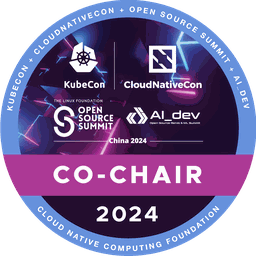 KUBECON + CLOUDNATIVECON + OPEN SOURCE SUMMIT + AI_DEV
KubeCon
CloudNativeCon
THE LINUX FOUNDATION
OPEN
SOURCE
SUMMIT
AI_dev
China 2024
CO-CHAIR
2024
CLOUD NATIVE COMPUTING FOUNDATION